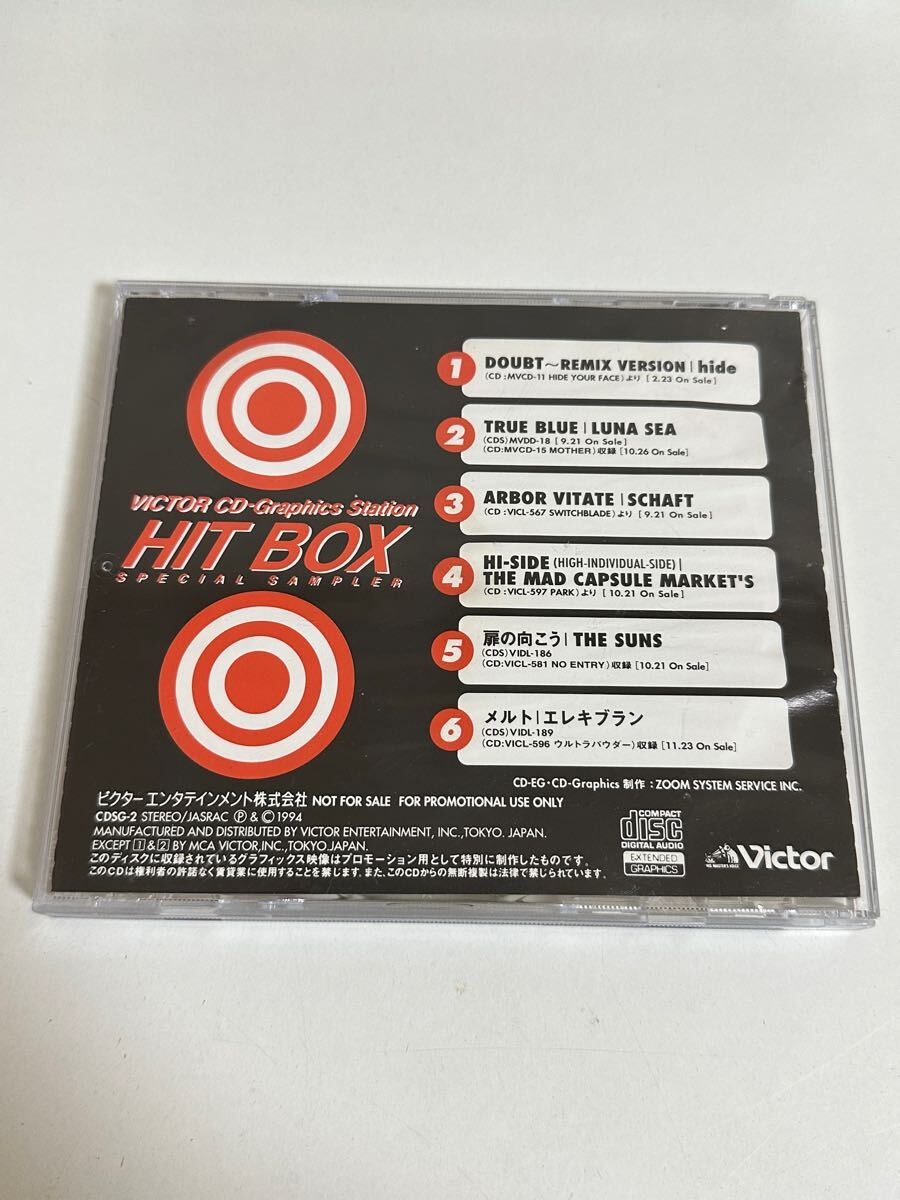 VICTOR CD-Graphics Station
HIT BOX
SPECIAL SAMPLER
1
DOUBT〜REMIX VERSION | hide
(CD:MVCD-11 HIDE YOUR FACE)より [2.23 On Sale]
2
TRUE BLUE | LUNA SEA
(CDS)MVDD-18 [9.21 On Sale]
(CD:MVCD-15 MOTHER)収録 [10.26 On Sale]
3
ARBOR VITATE | SCHAFT
(CD:VICL-567 SWITCHBLADE)より [9.21 On Sale]
4
HI-SIDE (HIGH-INDIVIDUAL-SIDE) |
THE MAD CAPSULE MARKET'S
(CD:VICL-597 PARK)より [10.21 On Sale]
5
扉の向こう | THE SUNS
(CDS)VIDL-186
(CD:VICL-581 NO ENTRY)収録 [10.21 On Sale]
6
メルト | エレキブラン
(CDS)VIDL-189
(CD:VICL-596 ウルトラパウダー)収録 [11.23 On Sale]
CD-EG・CD-Graphics 制作:ZOOM SYSTEM SERVICE INC.
ビクター エンタテインメント株式会社 NOT FOR SALE FOR PROMOTIONAL USE ONLY
CDSG-2 STEREO/JASRAC Ⓟ & © 1994
MANUFACTURED AND DISTRIBUTED BY VICTOR ENTERTAINMENT, INC.,TOKYO. JAPAN.
EXCEPT 1 & 2 BY MCA VICTOR,INC.,TOKYO.JAPAN.
このディスクに収録されているグラフィックス映像はプロモーション用として特別に制作したものです。
このCDは権利者の許諾なく賃貸業に使用することを禁じます。また、このCDからの無断複製は法律で禁じられています。
COMPACT
disc
DIGITAL AUDIO
EXTENDED
GRAPHICS
HIS MASTER'S VOICE
Victor